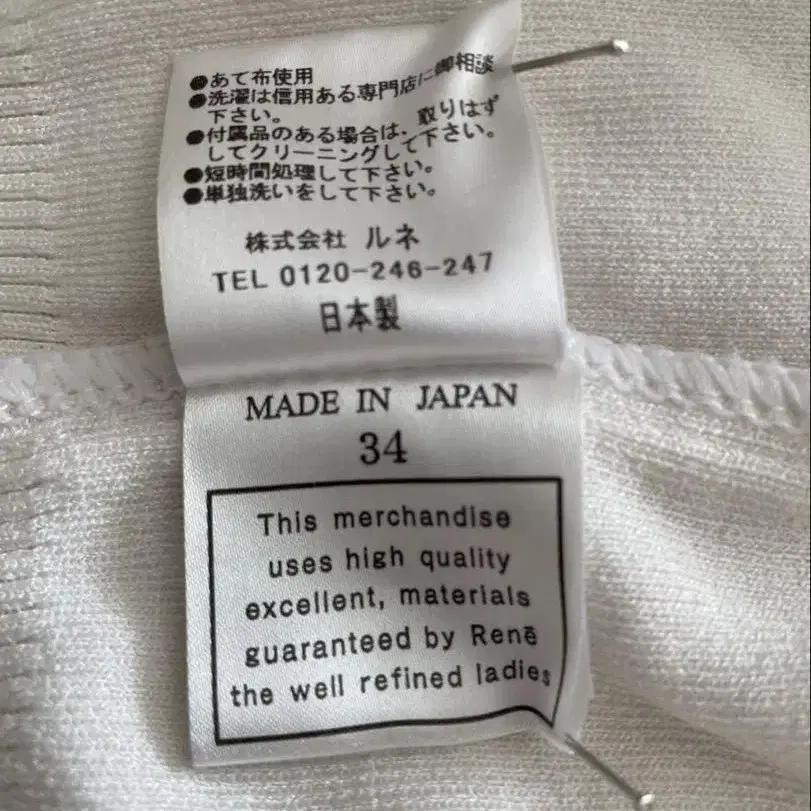 ●あて布使用
●洗濯は信用ある専門店に御相談
下さい。
●付属品のある場合は、取りはず
してクリーニングして下さい。
●短時間処理して下さい。
●単独洗いをして下さい。
株式会社 ルネ
TEL 0120-246-247
日本製
MADE IN JAPAN
34
This merchandise
uses high quality
excellent, materials
guaranteed by Renē
the well refined ladies